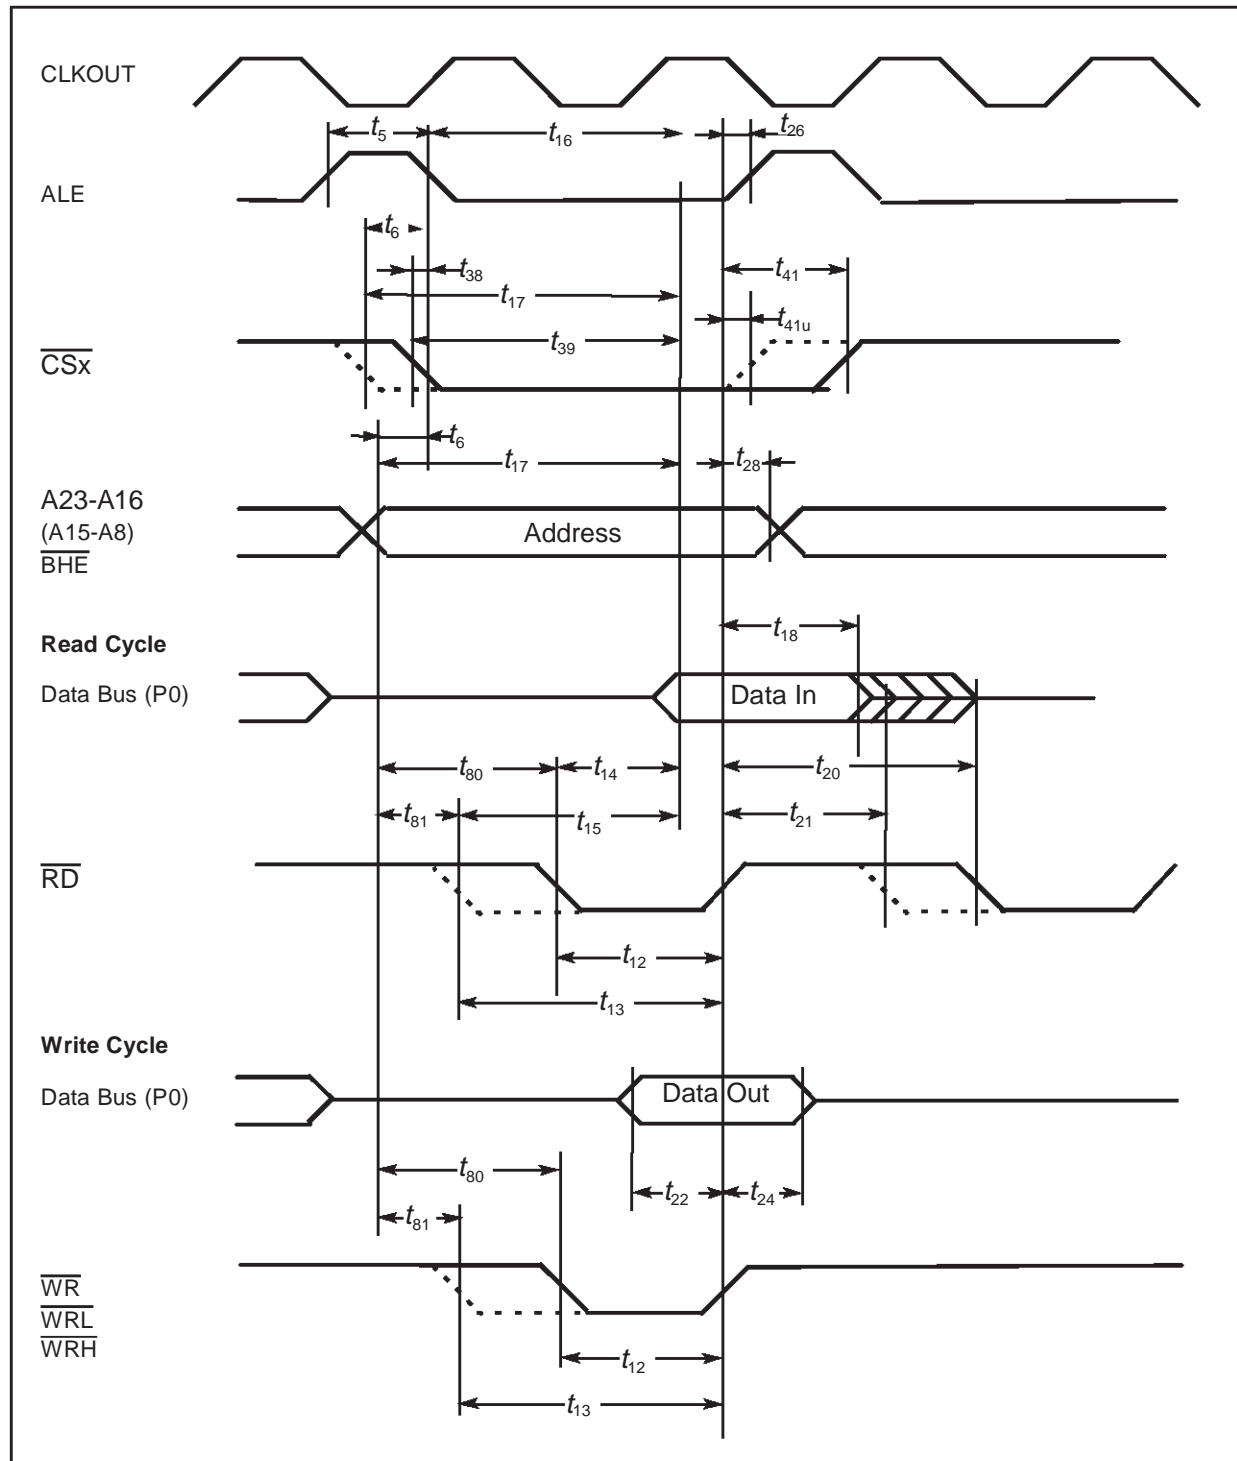 CLKOUT
t5
t16
t26
ALE
t6
t38
t41
t17
t41u
t39
CSx
t6
t17
t28
A23-A16
(A15-A8)
BHE
Address
Read Cycle
t18
Data Bus (P0)
Data In
t80
t14
t20
t81
t15
t21
RD
t12
t13
Write Cycle
Data Bus (P0)
Data Out
t80
t22
t24
t81
WR
WRL
WRH
t12
t13